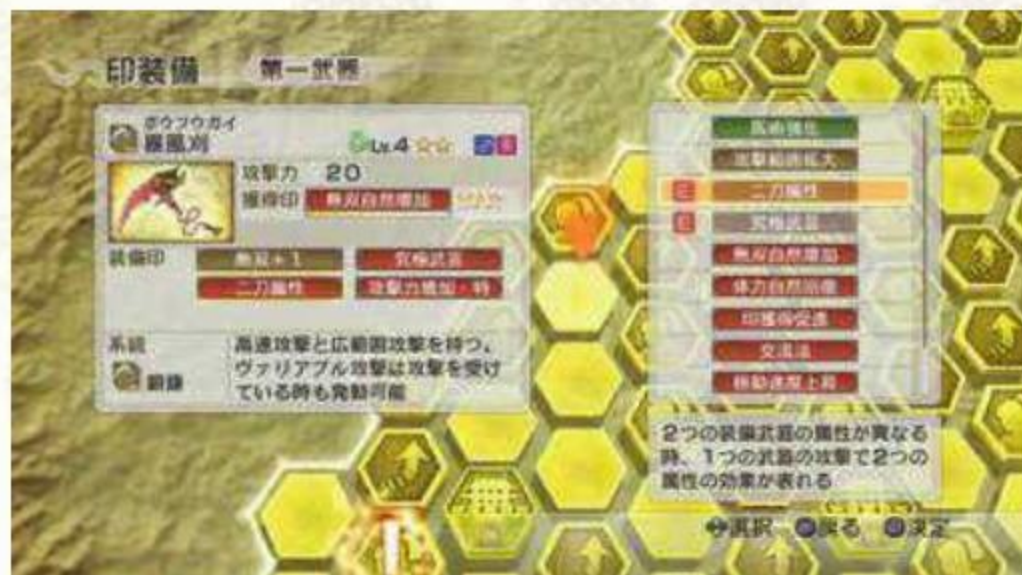 印装備
第一武器
ボウフウガイ
暴風刈
Lv.4 ☆☆
攻撃力 20
獲得印 無双自然増加 MAX
装備印 無双+1 究極武器
二刀属性 攻撃力増加・特
系統
鎖鎌
高速攻撃と広範囲攻撃を持つ。
ヴァリアブル攻撃は攻撃を受け
ている時も発動可能
攻撃範囲拡大
E 二刀属性
E 究極武器
無双自然増加
体力自然回復
印獲得促進
交流法
移動速度上昇
2つの装備武器の属性が異なる
時、1つの武器の攻撃で2つの
属性の効果が表れる
選択 戻る 決定